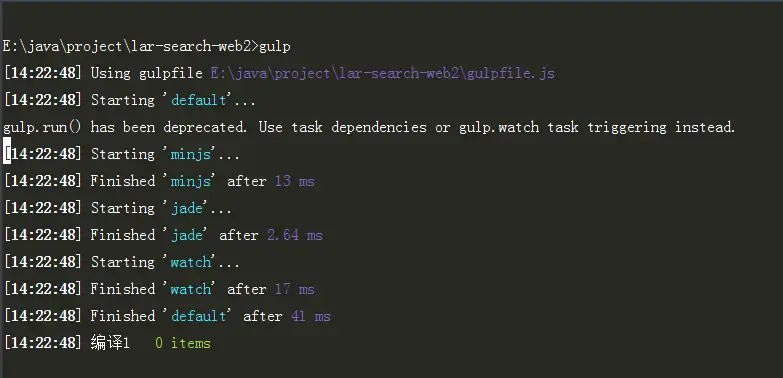 E:\java\project\lar-search-web2>gulp
[14:22:48] Using gulpfile E:\java\project\lar-search-web2\gulpfile.js
[14:22:48] Starting 'default'...
gulp.run() has been deprecated. Use task dependencies or gulp.watch task triggering instead.
[14:22:48] Starting 'minjs'...
[14:22:48] Finished 'minjs' after 13 ms
[14:22:48] Starting 'jade'...
[14:22:48] Finished 'jade' after 2.64 ms
[14:22:48] Starting 'watch'...
[14:22:48] Finished 'watch' after 17 ms
[14:22:48] Finished 'default' after 41 ms
[14:22:48] 编译1   0 items